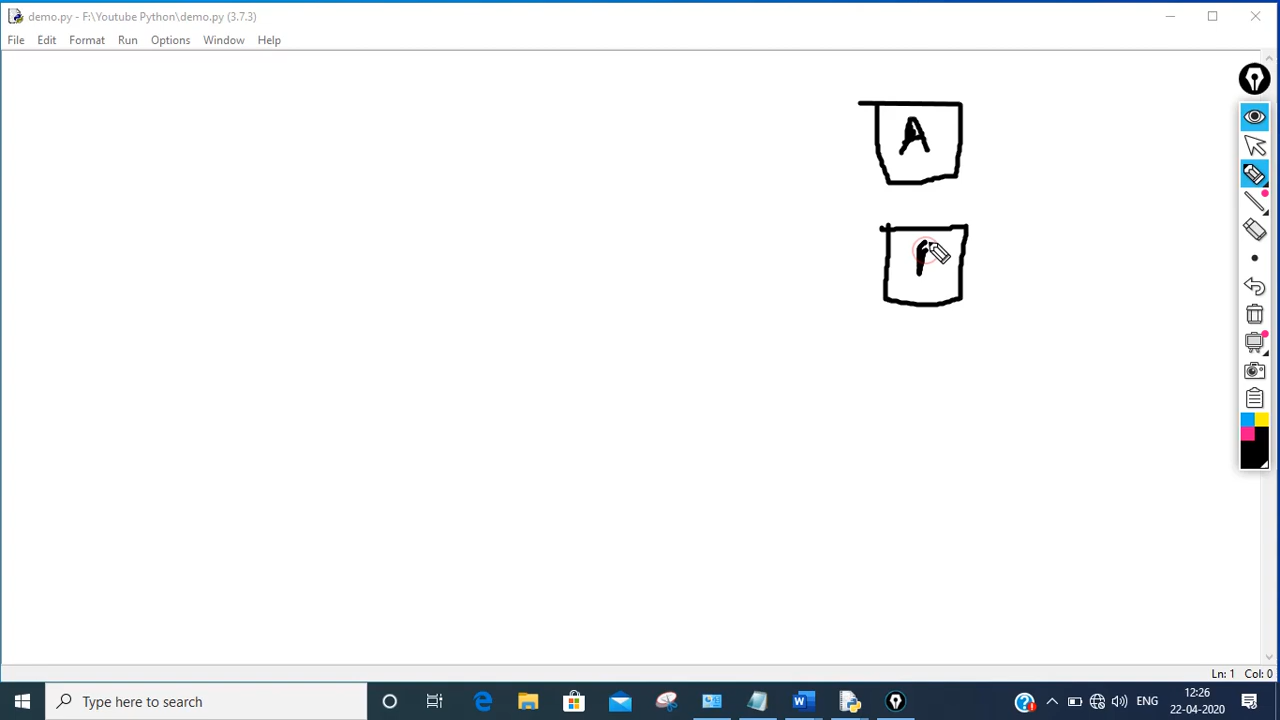 demo.py - F:\Youtube Python\demo.py (3.7.3)
File Edit Format Run Options Window Help
A
Ln: 1 Col: 0
Type here to search
ENG
12:26
22-04-2020